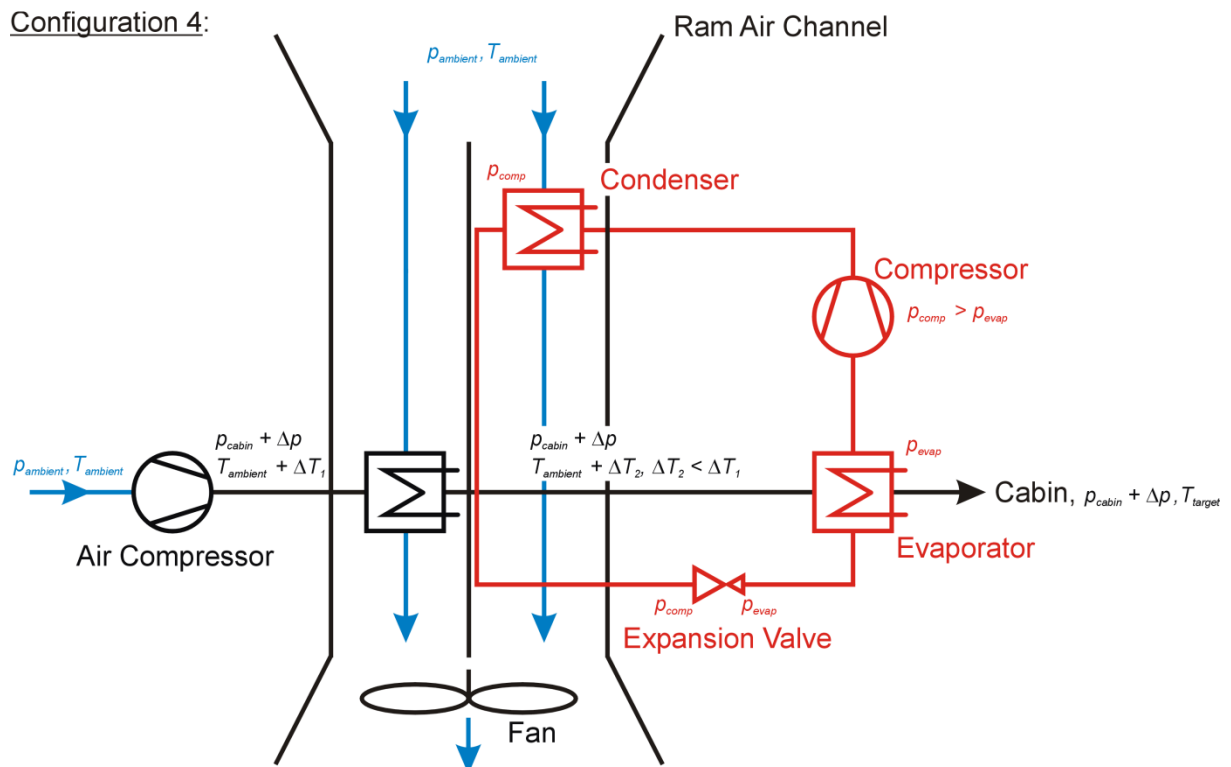 Configuration 4:
Ram Air Channel
p_ambient, T_ambient
p_comp
Condenser
Compressor
p_comp > p_evap
p_cabin + Δp
T_ambient + ΔT_1
p_cabin + Δp
T_ambient + ΔT_2, ΔT_2 < ΔT_1
p_evap
p_ambient, T_ambient
Cabin, p_cabin + Δp, T_target
Air Compressor
Evaporator
p_comp
p_evap
Expansion Valve
Fan